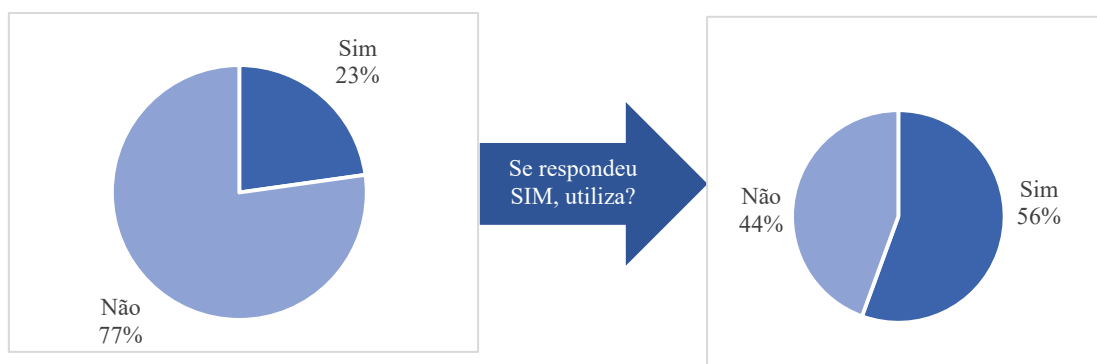 Sim
23%
Não
77%
Se respondeu
SIM, utiliza?
Não
44%
Sim
56%